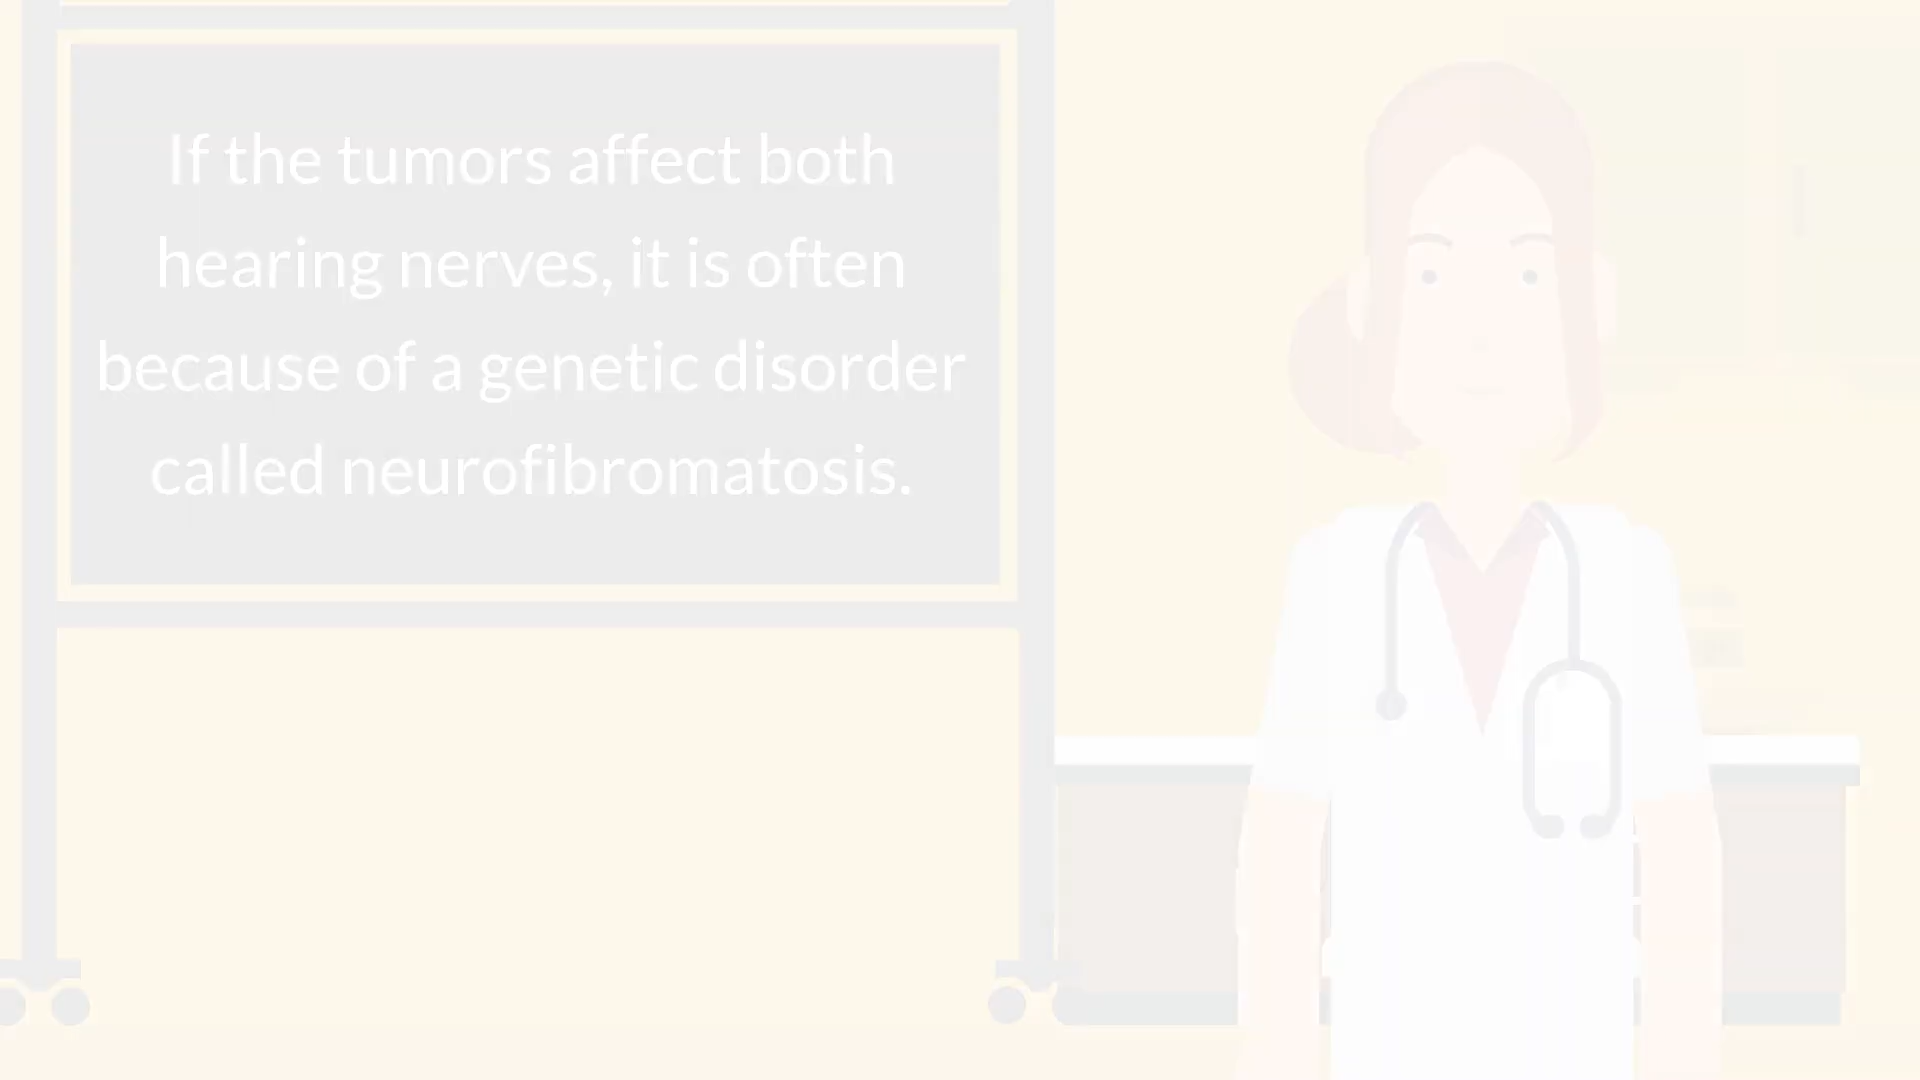 If the tumors affect both
hearing nerves, it is often
because of a genetic disorder
called neurofibromatosis.